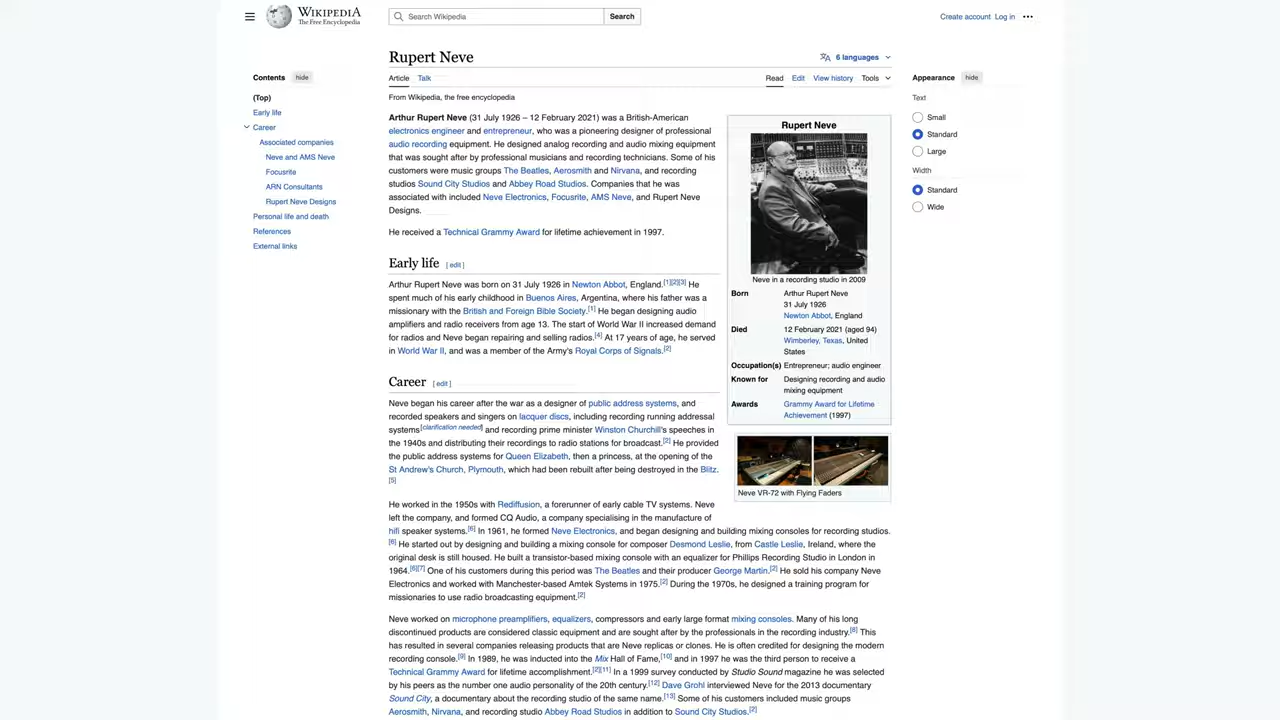 WIKIPEDIA
The Free Encyclopedia
Search Wikipedia
Search
Create account Log in
Contents hide
(Top)
Early life
Career
Associated companies
Neve and AMS Neve
Focusrite
ARN Consultants
Rupert Neve Designs
Personal life and death
References
External links
Rupert Neve
6 languages
Article Talk
Read Edit View history Tools
From Wikipedia, the free encyclopedia
Arthur Rupert Neve (31 July 1926 – 12 February 2021) was a British-American
electronics engineer and entrepreneur, who was a pioneering designer of professional
audio recording equipment. He designed analog recording and audio mixing equipment
that was sought after by professional musicians and recording technicians. Some of his
customers were music groups The Beatles, Aerosmith and Nirvana, and recording
studios Sound City Studios and Abbey Road Studios. Companies that he was
associated with included Neve Electronics, Focusrite, AMS Neve, and Rupert Neve
Designs.
He received a Technical Grammy Award for lifetime achievement in 1997.
Early life [ edit ]
Arthur Rupert Neve was born on 31 July 1926 in Newton Abbot, England.[1][2][3] He
spent much of his early childhood in Buenos Aires, Argentina, where his father was a
missionary with the British and Foreign Bible Society.[1] He began designing audio
amplifiers and radio receivers from age 13. The start of World War II increased demand
for radios and Neve began repairing and selling radios.[4] At 17 years of age, he served
in World War II, and was a member of the Army's Royal Corps of Signals.[2]
Career [ edit ]
Neve began his career after the war as a designer of public address systems, and
recorded speakers and singers on lacquer discs, including recording running addressal
systems[clarification needed] and recording prime minister Winston Churchill's speeches in
the 1940s and distributing their recordings to radio stations for broadcast.[2] He provided
the public address systems for Queen Elizabeth, then a princess, at the opening of the
St Andrew's Church, Plymouth, which had been rebuilt after being destroyed in the Blitz.
[5]
He worked in the 1950s with Rediffusion, a forerunner of early cable TV systems. Neve
left the company, and formed CQ Audio, a company specialising in the manufacture of
hifi speaker systems.[6] In 1961, he formed Neve Electronics, and began designing and building mixing consoles for recording studios.
[6] He started out by designing and building a mixing console for composer Desmond Leslie, from Castle Leslie, Ireland, where the
original desk is still housed. He built a transistor-based mixing console with an equalizer for Phillips Recording Studio in London in
1964.[6][7] One of his customers during this period was The Beatles and their producer George Martin.[2] He sold his company Neve
Electronics and worked with Manchester-based Amtek Systems in 1975.[2] During the 1970s, he designed a training program for
missionaries to use radio broadcasting equipment.[2]
Neve worked on microphone preamplifiers, equalizers, compressors and early large format mixing consoles. Many of his long
discontinued products are considered classic equipment and are sought after by the professionals in the recording industry.[8] This
has resulted in several companies releasing products that are Neve replicas or clones. He is often credited for designing the modern
recording console.[9] In 1989, he was inducted into the Mix Hall of Fame,[10] and in 1997 he was the third person to receive a
Technical Grammy Award for lifetime accomplishment.[2][11] In a 1999 survey conducted by Studio Sound magazine he was selected
by his peers as the number one audio personality of the 20th century.[12] Dave Grohl interviewed Neve for the 2013 documentary
Sound City, a documentary about the recording studio of the same name.[13] Some of his customers included music groups
Aerosmith, Nirvana, and recording studio Abbey Road Studios in addition to Sound City Studios.[2]
Rupert Neve
Neve in a recording studio in 2009
Born Arthur Rupert Neve
31 July 1926
Newton Abbot, England
Died 12 February 2021 (aged 94)
Wimberley, Texas, United
States
Occupation(s) Entrepreneur; audio engineer
Known for Designing recording and audio
mixing equipment
Awards Grammy Award for Lifetime
Achievement (1997)
Neve VR-72 with Flying Faders
Appearance hide
Text
Small
Standard
Large
Width
Standard
Wide